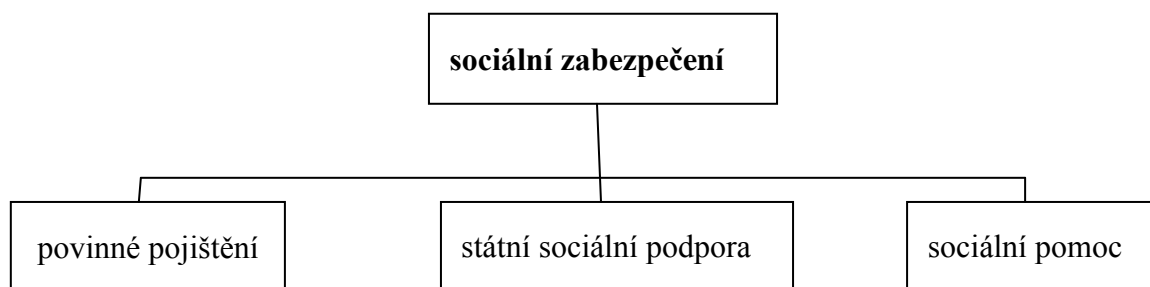 sociální zabezpečení
povinné pojištění
státní sociální podpora
sociální pomoc